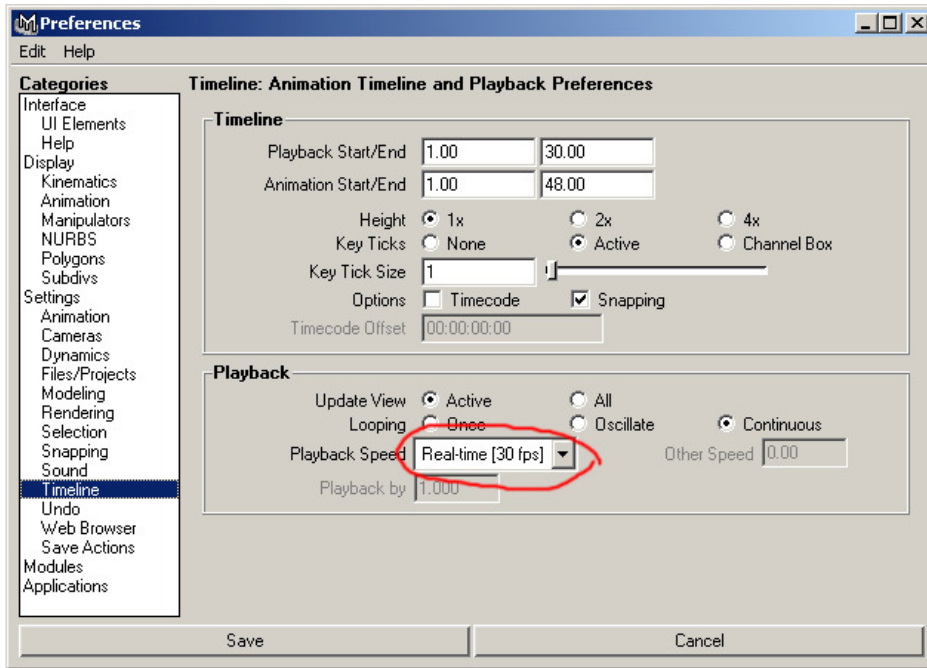 Preferences
Edit Help
Categories
Interface
UI Elements
Help
Display
Kinematics
Animation
Manipulators
NURBS
Polygons
Subdivs
Settings
Animation
Cameras
Dynamics
Files/Projects
Modeling
Rendering
Selection
Snapping
Sound
Timeline
Undo
Web Browser
Save Actions
Modules
Applications
Timeline: Animation Timeline and Playback Preferences
Timeline
Playback Start/End 1.00 30.00
Animation Start/End 1.00 48.00
Height 1x 2x 4x
Key Ticks None Active Channel Box
Key Tick Size 1
Options Timecode Snapping
Timecode Offset 00:00:00:00
Playback
Update View Active All
Looping Once Oscillate Continuous
Playback Speed Real-time [30 fps] Other Speed 0.00
Playback by 1.000
Save Cancel